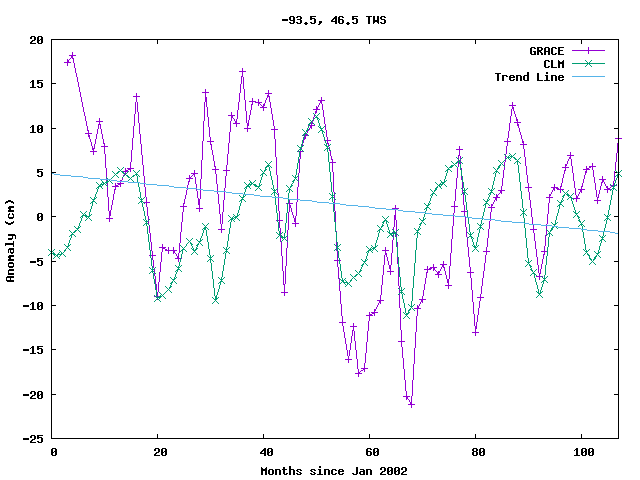 -93.5, 46.5 TWS
GRACE
CLM
Trend Line
20
15
10
5
0
-5
-10
-15
-20
-25
Anomaly (cm)
0 20 40 60 80 100
Months since Jan 2002